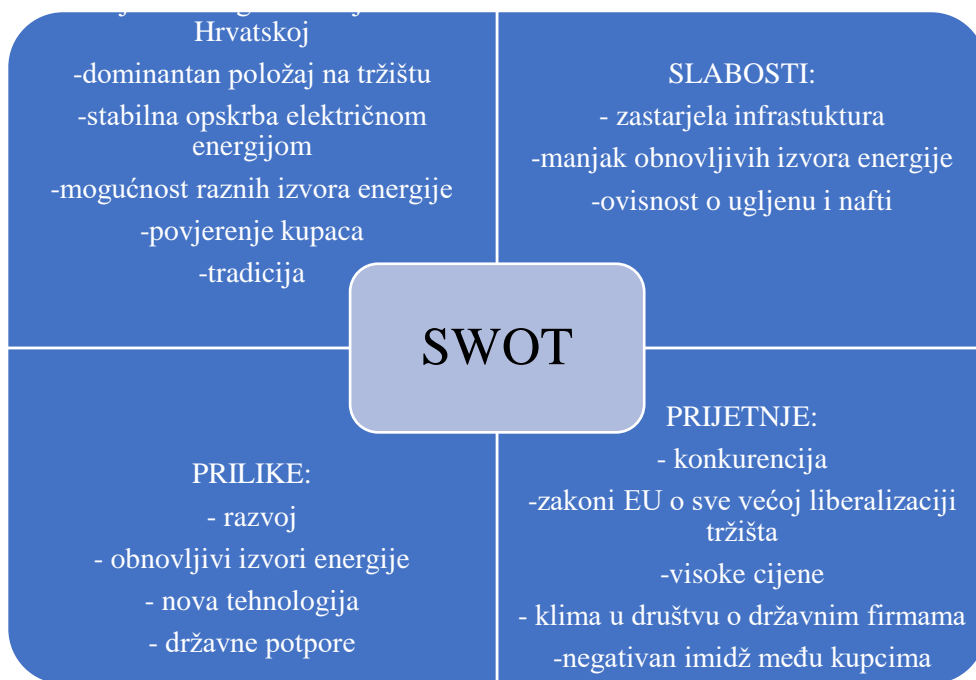 Hrvatskoj
-dominantan položaj na tržištu
-stabilna opskrba električnom
energijom
-mogućnost raznih izvora energije
-povjerenje kupaca
-tradicija
SLABOSTI:
- zastarjela infrastuktura
-manjak obnovljivih izvora energije
-ovisnost o ugljenu i nafti
SWOT
PRILIKE:
- razvoj
- obnovljivi izvori energije
- nova tehnologija
- državne potpore
PRIJETNJE:
- konkurencija
-zakoni EU o sve većoj liberalizaciji
tržišta
-visoke cijene
- klima u društvu o državnim firmama
-negativan imidž među kupcima